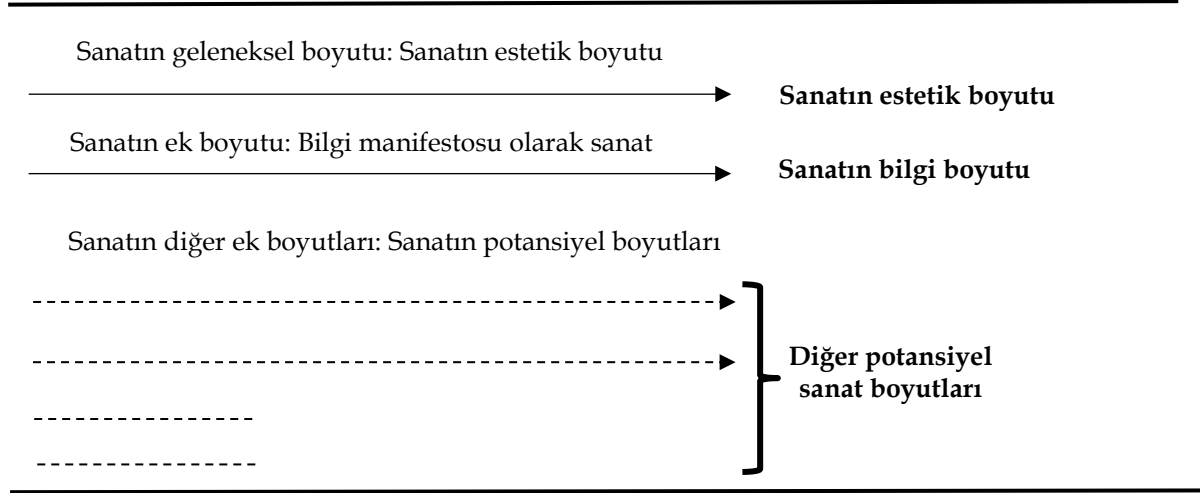 Sanatın geleneksel boyutu: Sanatın estetik boyutu
Sanatın estetik boyutu
Sanatın ek boyutu: Bilgi manifestosu olarak sanat
Sanatın bilgi boyutu
Sanatın diğer ek boyutları: Sanatın potansiyel boyutları
Diğer potansiyel
sanat boyutları